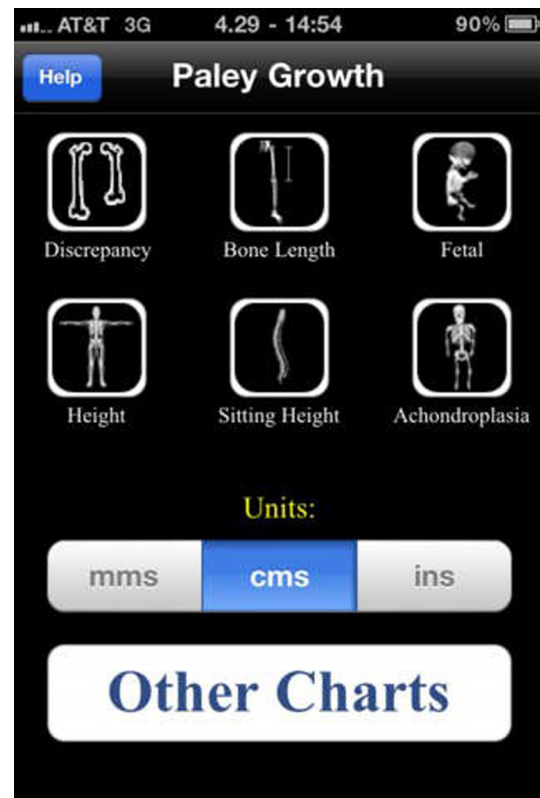 AT&T 3G 4.29 - 14:54 90%
Help Paley Growth
Discrepancy Bone Length Fetal
Height Sitting Height Achondroplasia
Units:
mms cms ins
Other Charts